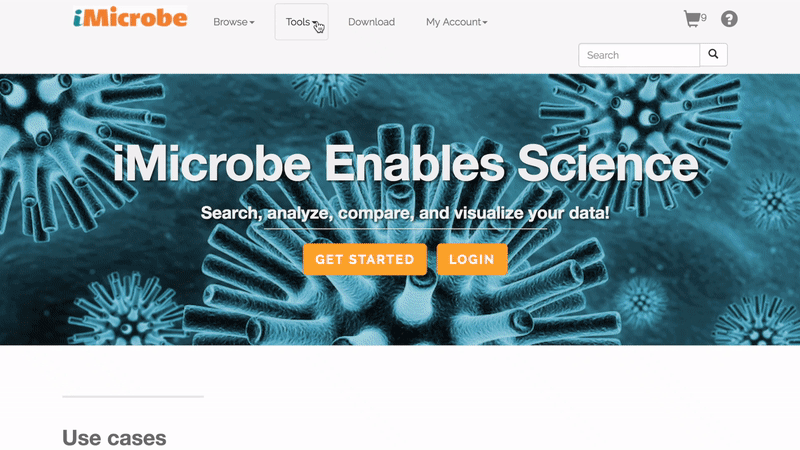 iMicrobe
Browse
Tools
Download
My Account
9
?
Search
iMicrobe Enables Science
Search, analyze, compare, and visualize your data!
GET STARTED
LOGIN
Use cases